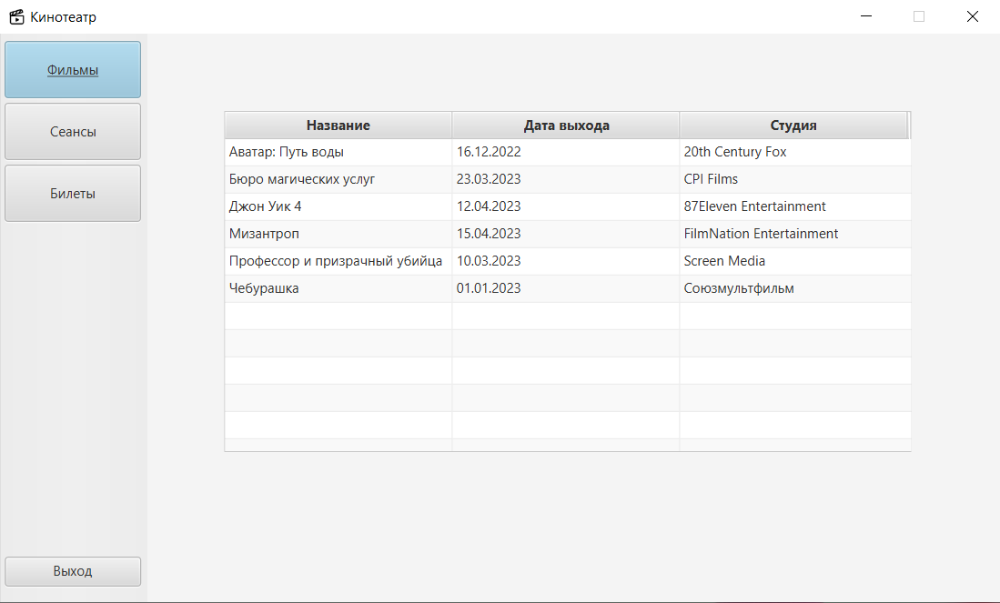 Кинотеатр
Фильмы
Сеансы
Билеты
Название Дата выхода Студия
Аватар: Путь воды 16.12.2022 20th Century Fox
Бюро магических услуг 23.03.2023 CPI Films
Джон Уик 4 12.04.2023 87Eleven Entertainment
Мизантроп 15.04.2023 FilmNation Entertainment
Профессор и призрачный убийца 10.03.2023 Screen Media
Чебурашка 01.01.2023 Союзмультфильм
Выход